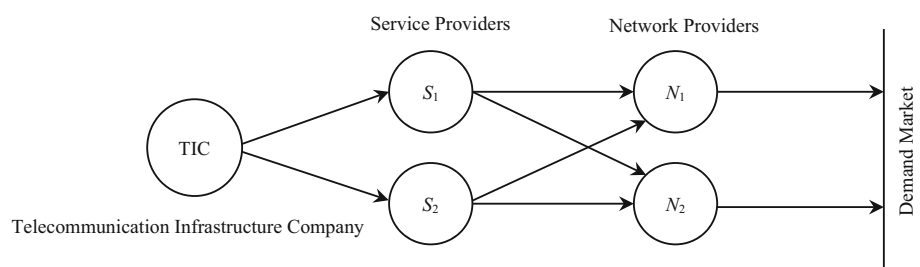 Service Providers
Network Providers
S1
N1
TIC
S2
N2
Telecommunication Infrastructure Company
Demand Market